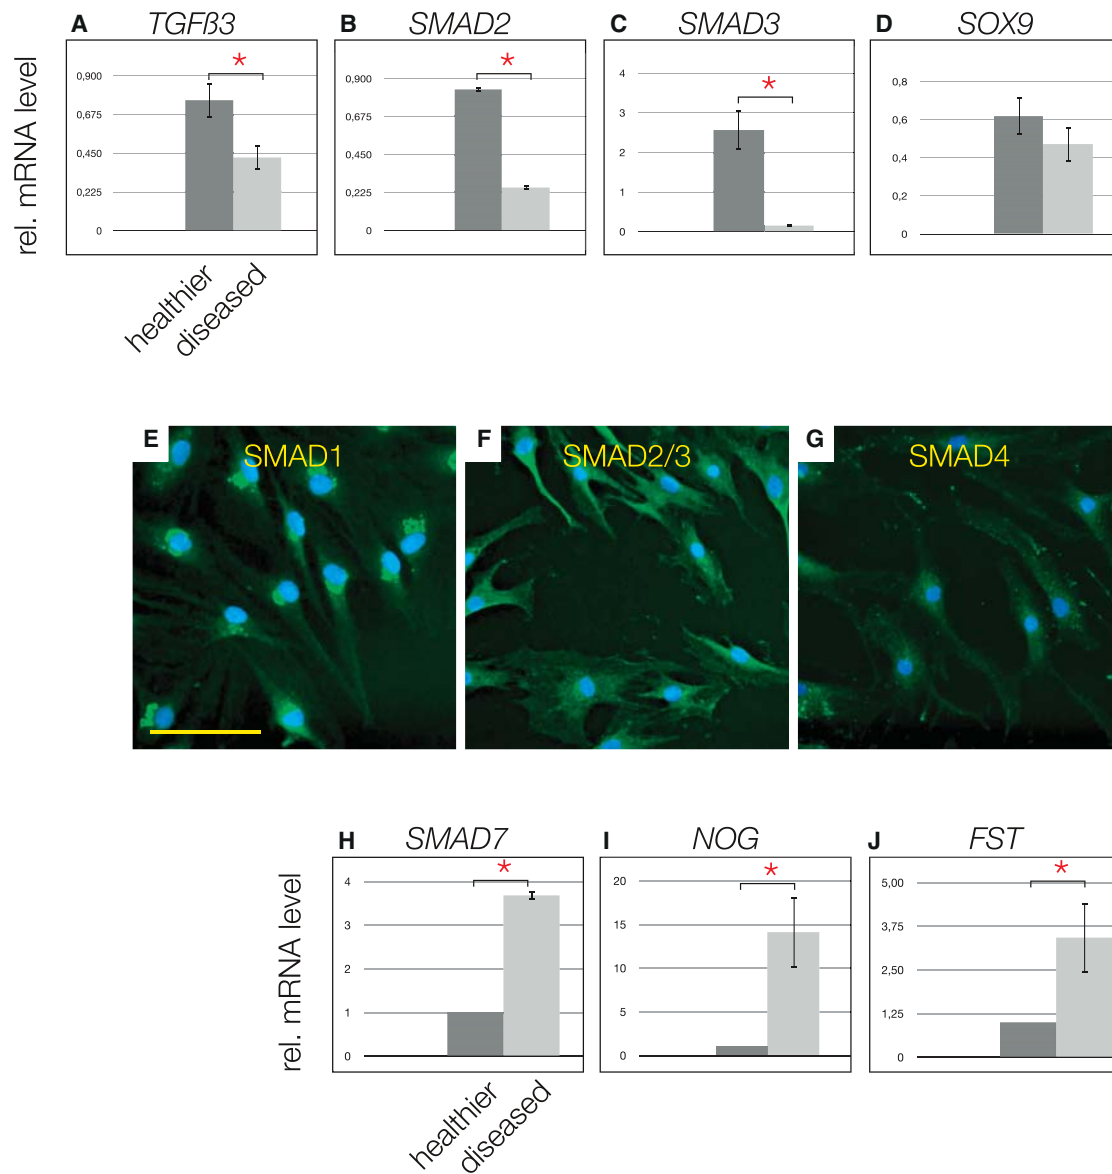 A TGFß3
B SMAD2
C SMAD3
D SOX9
rel. mRNA level
0,900
0,675
0,450
0,225
0
*
0,900
0,675
0,450
0,225
0
*
4
3
2
1
0
*
0,8
0,6
0,4
0,2
0
healthier
diseased
E SMAD1
F SMAD2/3
G SMAD4
H SMAD7
I NOG
J FST
rel. mRNA level
4
3
2
1
0
*
20
15
10
5
0
*
5,00
3,75
2,50
1,25
0
*
healthier
diseased